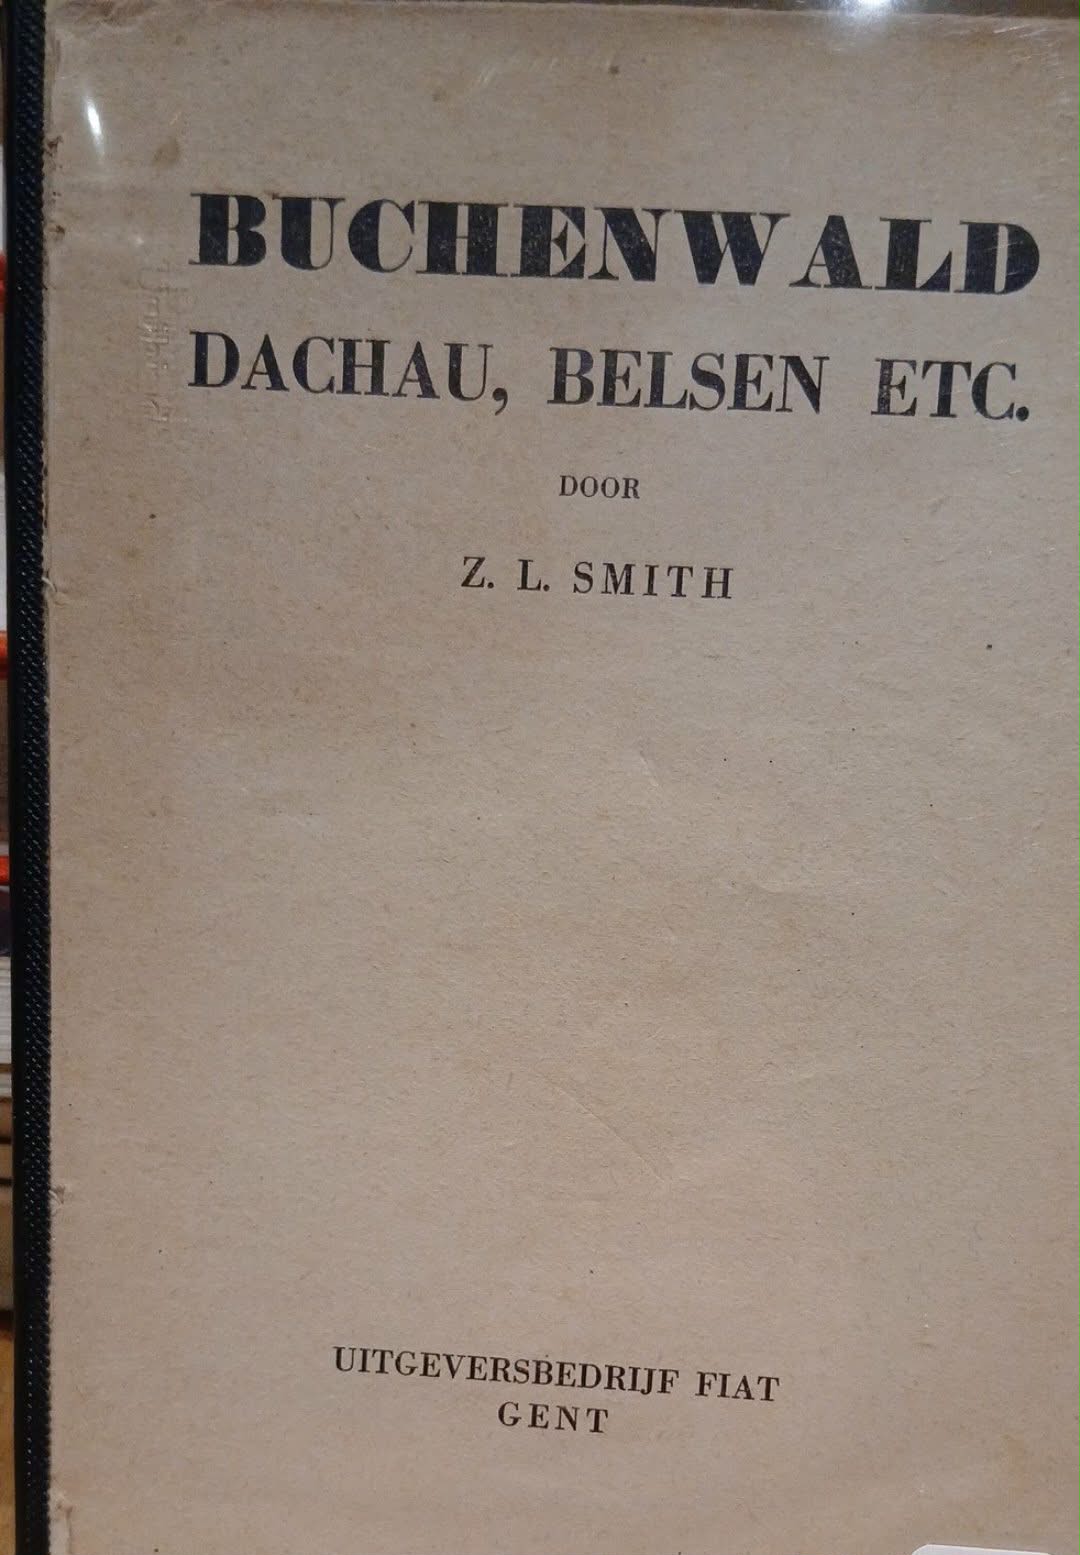 BUCHENWALD
DACHAU, BELSEN ETC.
DOOR
Z. L. SMITH
UITGEVERSBEDRIJF FIAT
GENT